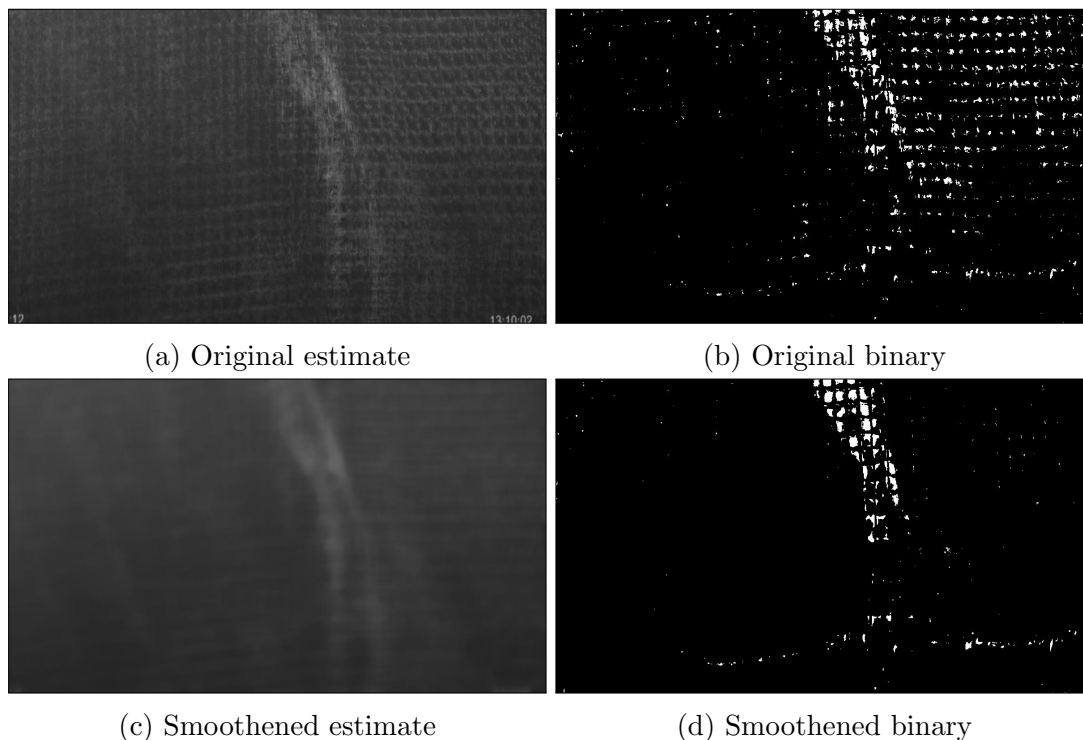 :12
13:10:02
(a) Original estimate
(b) Original binary
(c) Smoothened estimate
(d) Smoothened binary